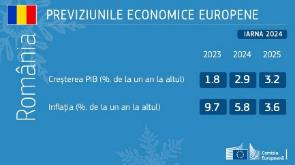 PREVIZIUNILE ECONOMICE EUROPENE
IARNA 2024
România
2023 2024 2025
Creșterea PIB (%, de la un an la altul) 1.8 2.9 3.2
Inflația (%, de la un an la altul) 9.7 5.8 3.6
Comisia
Europeană